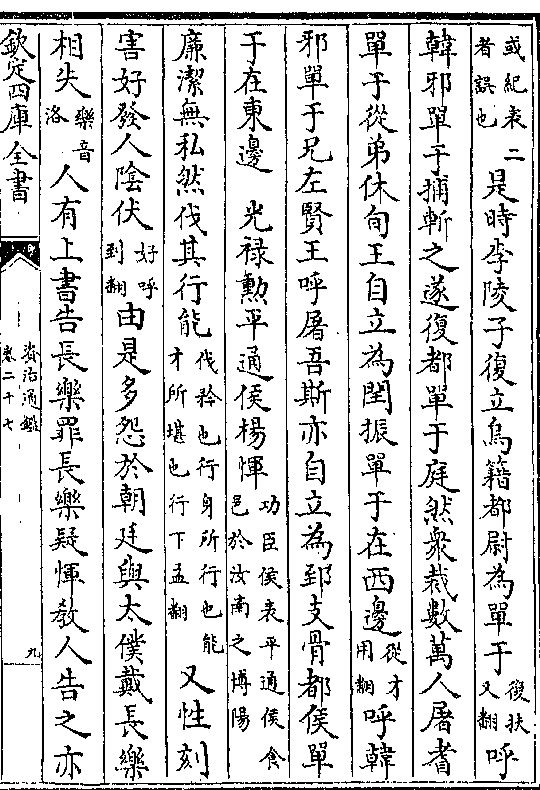 或紀表
者誤也
二是時李陵子復立烏籍都尉為單于
復扶
又翻
呼
韓邪單于捕斬之遂復都單于庭然衆裁數萬人屠耆
單于從弟休旬王自立為閏振單于在西邊
從才
用翻
呼韓
邪單于兄左賢王呼屠吾斯亦自立為郅支骨都侯單
于在東邊 光禄勲平通侯楊惲
功臣侯表平通侯食
邑於汝南之博陽
廉潔無私然伐其行能
伐矜也行身所行也能
才所堪也行下孟翻
又性刻
害好發人陰伏
好呼
到翻
由是多怨於朝廷與太僕戴長樂
相失
樂音
洛
人有上書告長樂罪長樂疑惲教人告之亦
欽定四庫全書
資治通鑑
卷二十七
九